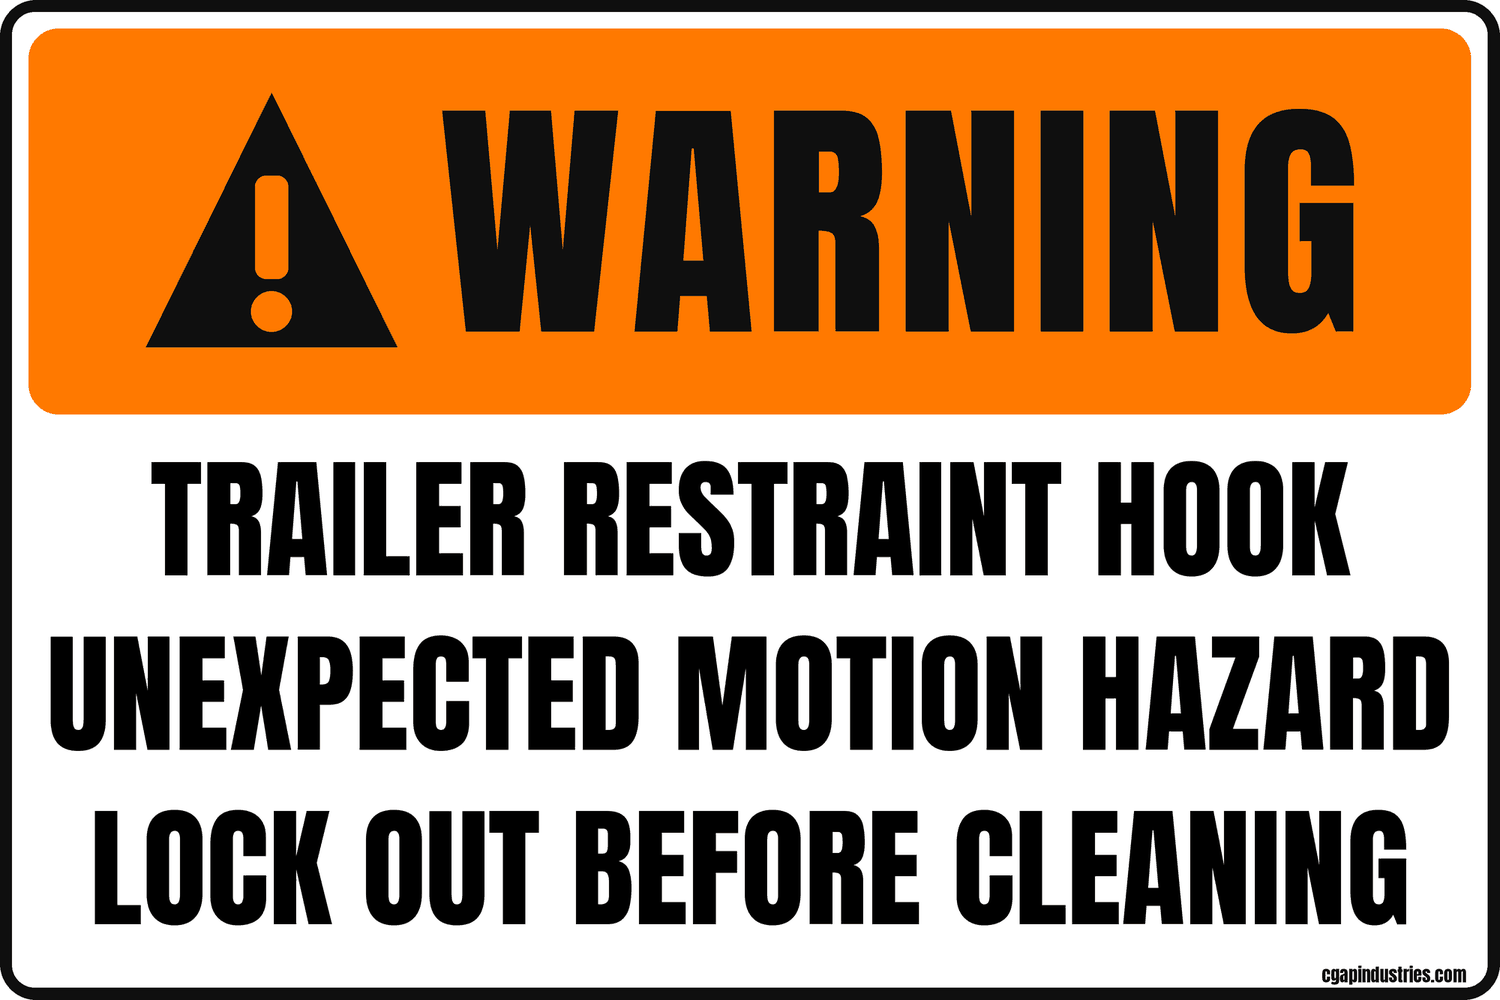 WARNING
TRAILER RESTRAINT HOOK
UNEXPECTED MOTION HAZARD
LOCK OUT BEFORE CLEANING
cgapindustries.com